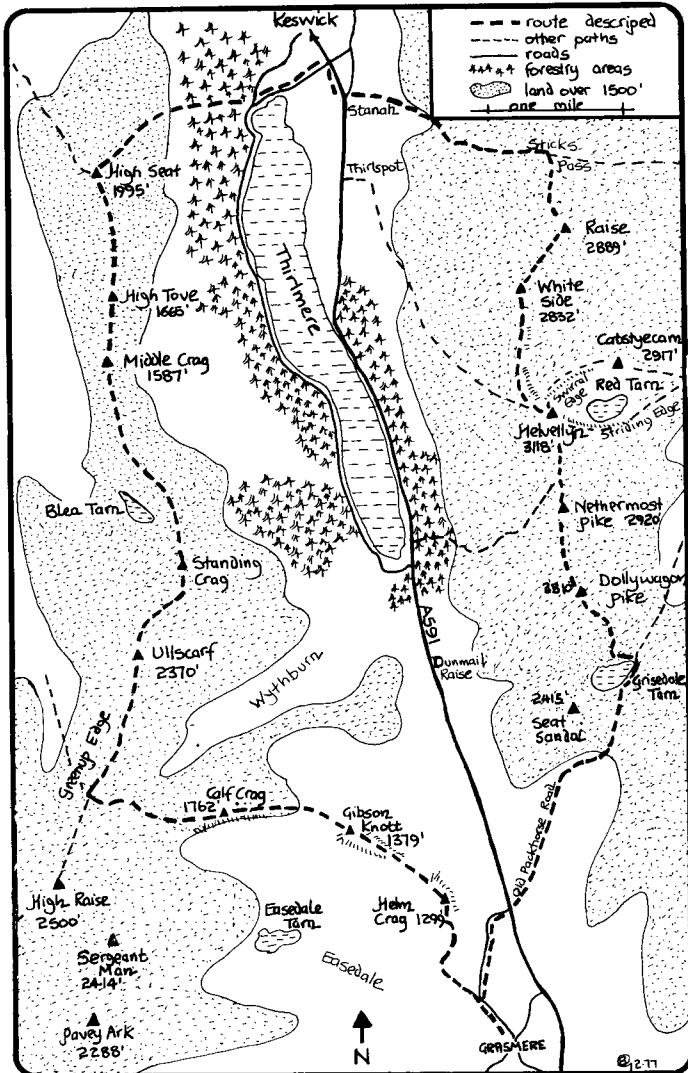 Keswick
route described
other paths
roads
forestry areas
land over 1500'
one mile
Stanah
Sticks
Pass
Thirlspot
High Seat
1995'
Raise
2889'
Thirlmere
High Tove
1665'
White
Side
2832'
Middle Crag
1587'
Catstyecam
2917'
Red Tarn
Swirral
Edge
Striding Edge
Helvellyn
3118'
Blea Tarn
Nethermost
Pike 2920'
Standing
Crag
2810'
Dollywagon
Pike
A591
Ullscarf
2370'
Dunmail
Raise
Wythburn
Grisedale
Tarn
2415'
Seat
Sandal
Greenup Edge
Calf Crag
1762'
Gibson
Knott
1379'
Old Packhorse Road
High Raise
2500'
Helm
Crag 1299
Easedale
Tarn
Easedale
Sergeant
Man
2414'
Pavey Ark
2288'
N
GRASMERE
12.77